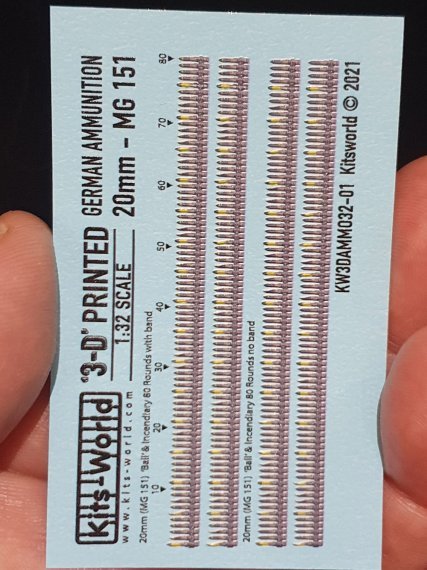 Kits-World
www.kits-world.com
'3-D' PRINTED
1:32 SCALE
GERMAN AMMUNITION
20mm - MG 151
20mm (MG 151) 'Ball' & Incendiary 80 Rounds with band
10 20 30 40 50 60 70 80
20mm (MG 151) 'Ball' & Incendiary 80 Rounds no band
KW3DAMMO32-01 Kitsworld © 2021